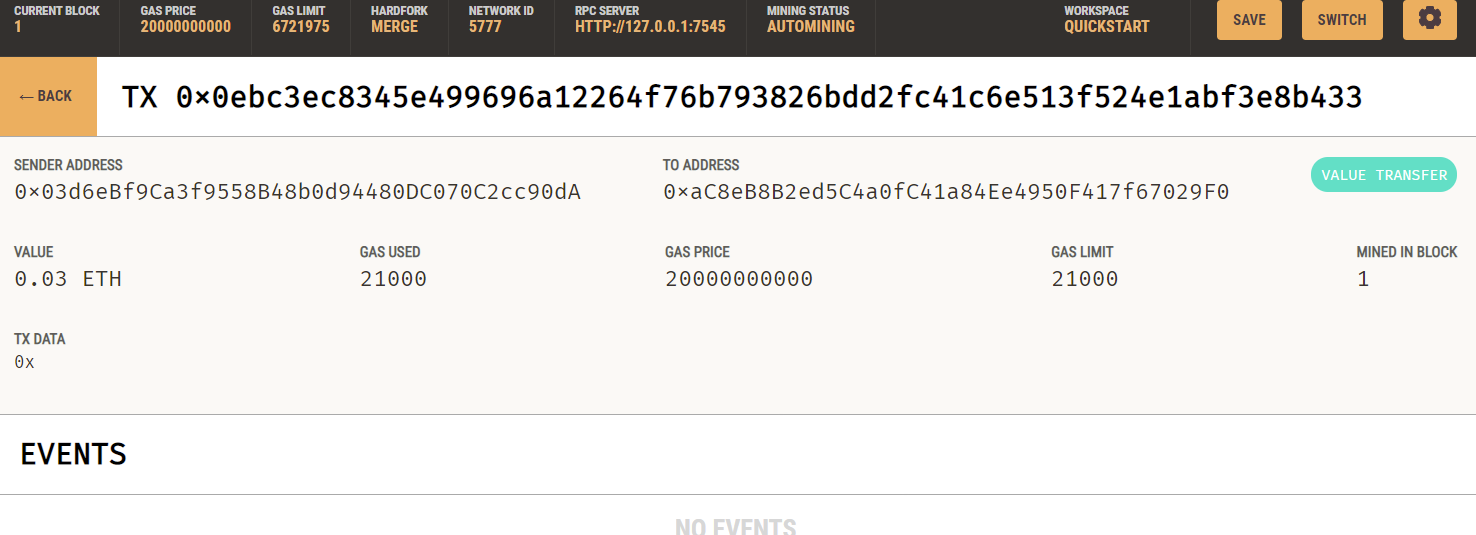 CURRENT BLOCK GAS PRICE GAS LIMIT HARDFORK NETWORK ID RPC SERVER MINING STATUS WORKSPACE
1 20000000000 6721975 MERGE 5777 HTTP://127.0.0.1:7545 AUTOMINING QUICKSTART SAVE SWITCH
← BACK TX 0×0ebc3ec8345e499696a12264f76b793826bdd2fc41c6e513f524e1abf3e8b433
SENDER ADDRESS TO ADDRESS
0×03d6eBf9Ca3f9558B48b0d94480DC070C2cc90dA 0×aC8eB8B2ed5C4a0fC41a84Ee4950F417f67029F0 VALUE TRANSFER
VALUE GAS USED GAS PRICE GAS LIMIT MINED IN BLOCK
0.03 ETH 21000 20000000000 21000 1
TX DATA
0x
EVENTS
NO EVENTS